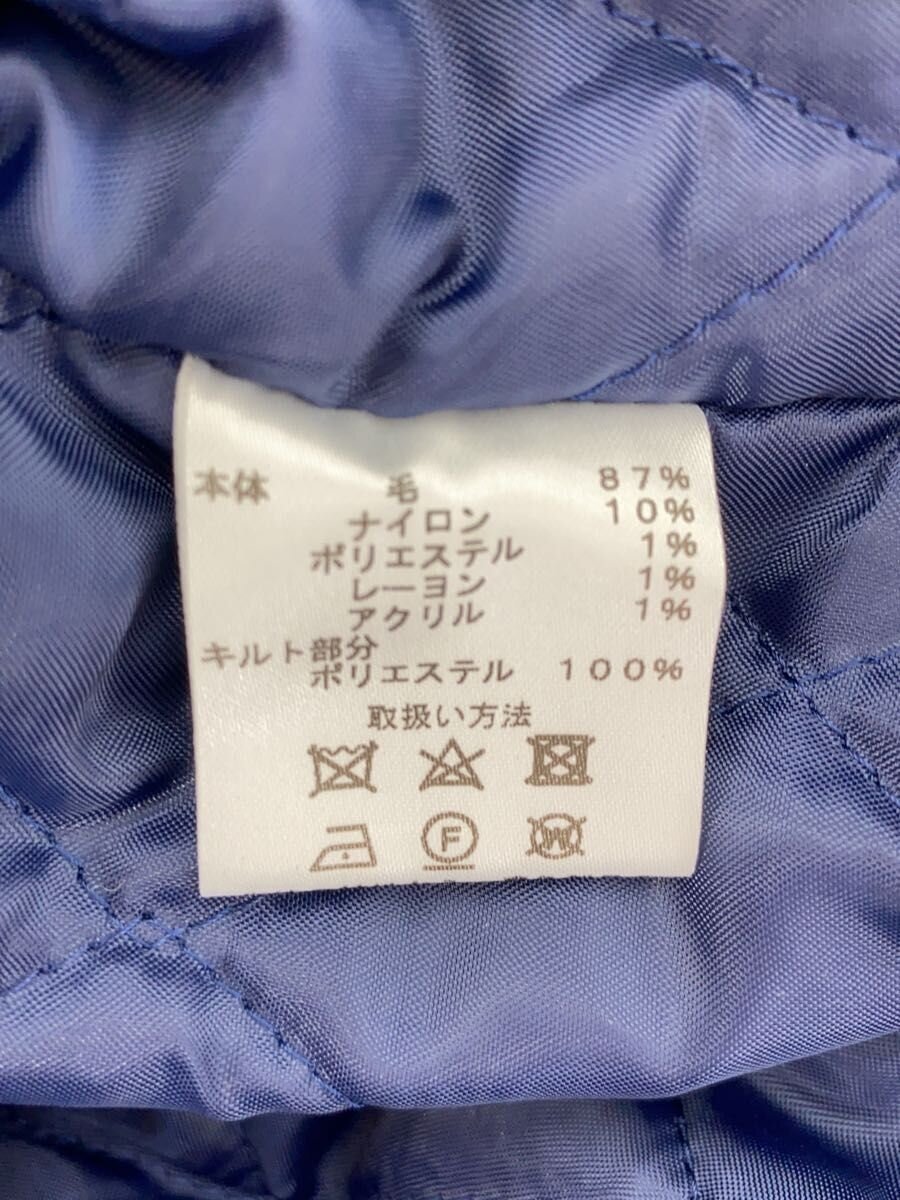 本体 毛 87%
ナイロン 10%
ポリエステル 1%
レーヨン 1%
アクリル 1%
キルト部分
ポリエステル 100%
取扱い方法
F W